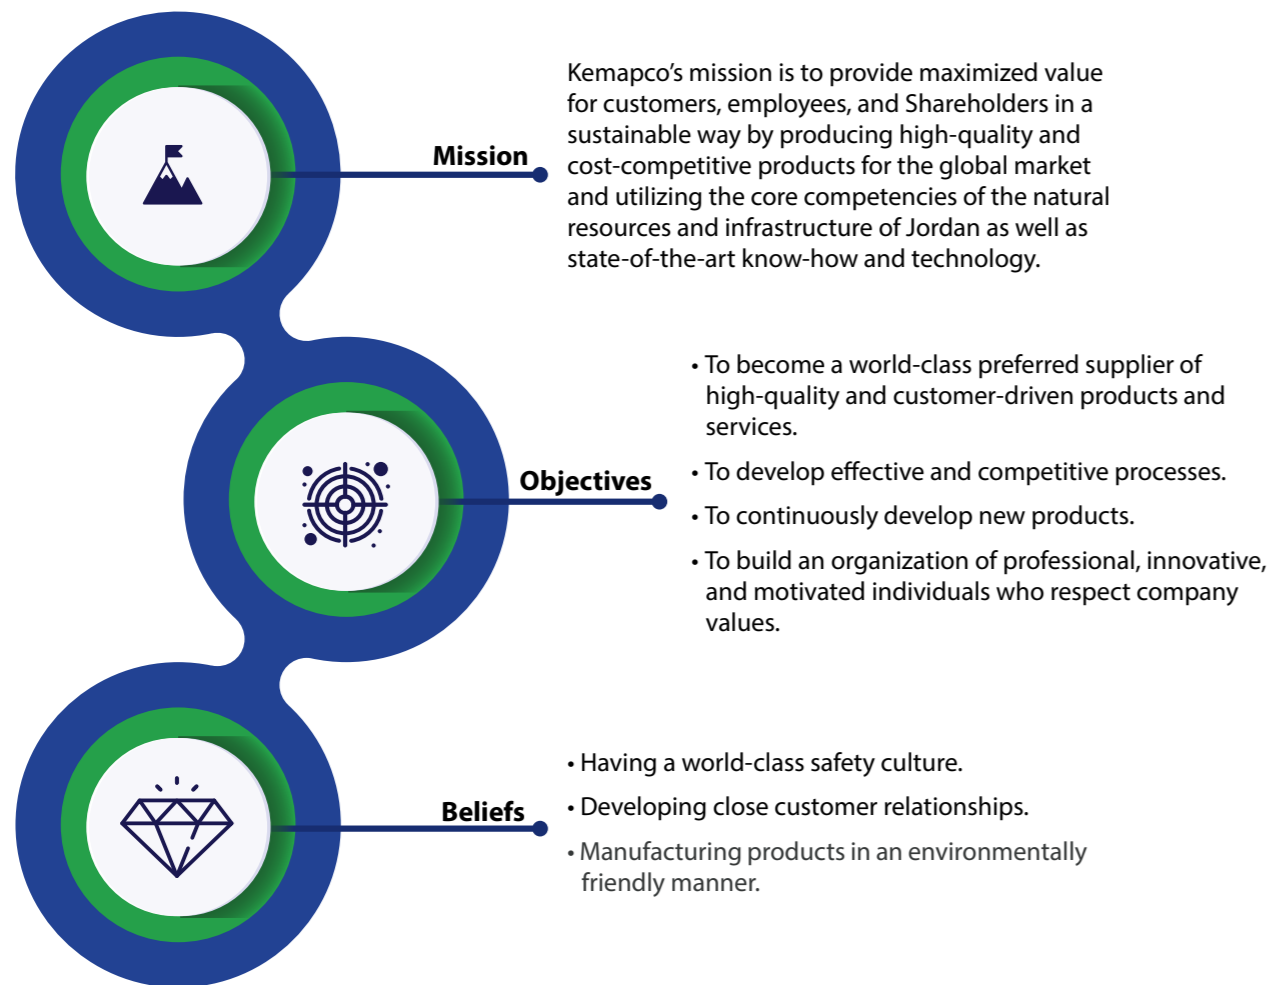 Mission
Kemapco’s mission is to provide maximized value
for customers, employees, and Shareholders in a
sustainable way by producing high-quality and
cost-competitive products for the global market
and utilizing the core competencies of the natural
resources and infrastructure of Jordan as well as
state-of-the-art know-how and technology.
Objectives
• To become a world-class preferred supplier of
high-quality and customer-driven products and
services.
• To develop effective and competitive processes.
• To continuously develop new products.
• To build an organization of professional, innovative,
and motivated individuals who respect company
values.
Beliefs
• Having a world-class safety culture.
• Developing close customer relationships.
• Manufacturing products in an environmentally
friendly manner.